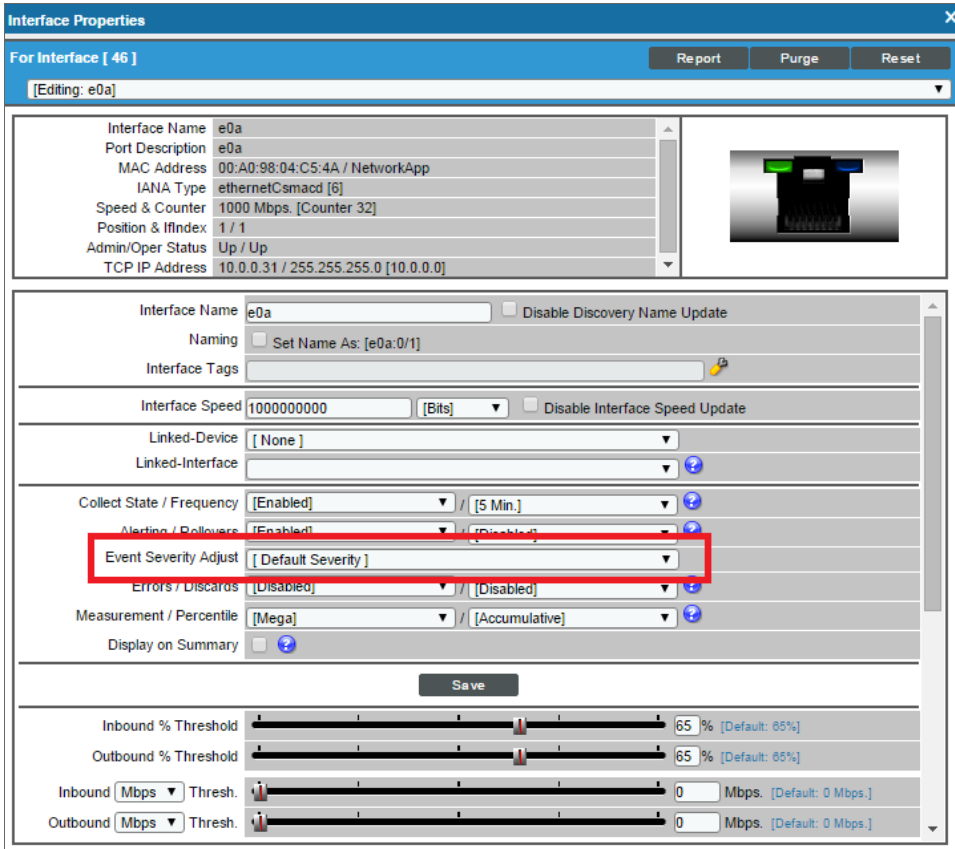 Interface Properties X
For Interface [ 46 ] Report Purge Reset
[Editing: e0a]
Interface Name e0a
Port Description e0a
MAC Address 00:A0:98:04:C5:4A / NetworkApp
IANA Type ethernetCsmacd [6]
Speed & Counter 1000 Mbps. [Counter 32]
Position & IfIndex 1 / 1
Admin/Oper Status Up / Up
TCP IP Address 10.0.0.31 / 255.255.255.0 [10.0.0.0]
Interface Name e0a Disable Discovery Name Update
Naming Set Name As: [e0a:0/1]
Interface Tags
Interface Speed 1000000000 [Bits] Disable Interface Speed Update
Linked-Device [ None ]
Linked-Interface ?
Collect State / Frequency [Enabled] / [5 Min.] ?
Alerting / Rollovers [Enabled] / [Disabled] ?
Event Severity Adjust [ Default Severity ]
Errors / Discards [Disabled] / [Disabled] ?
Measurement / Percentile [Mega] / [Accumulative] ?
Display on Summary ?
Save
Inbound % Threshold 65 % [Default: 65%]
Outbound % Threshold 65 % [Default: 65%]
Inbound Mbps Thresh. 0 Mbps. [Default: 0 Mbps.]
Outbound Mbps Thresh. 0 Mbps. [Default: 0 Mbps.]